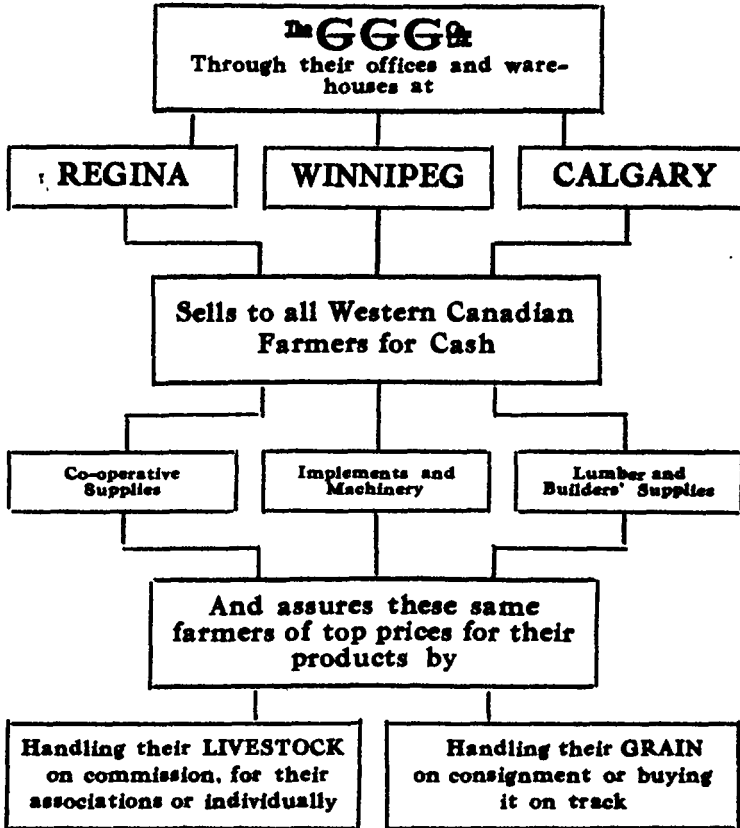 The GGG Co. Ltd.
Through their offices and ware-
houses at
REGINA
WINNIPEG
CALGARY
Sells to all Western Canadian
Farmers for Cash
Co-operative
Supplies
Implements and
Machinery
Lumber and
Builders' Supplies
And assures these same
farmers of top prices for their
products by
Handling their LIVESTOCK
on commission, for their
associations or individually
Handling their GRAIN
on consignment or buying
it on track